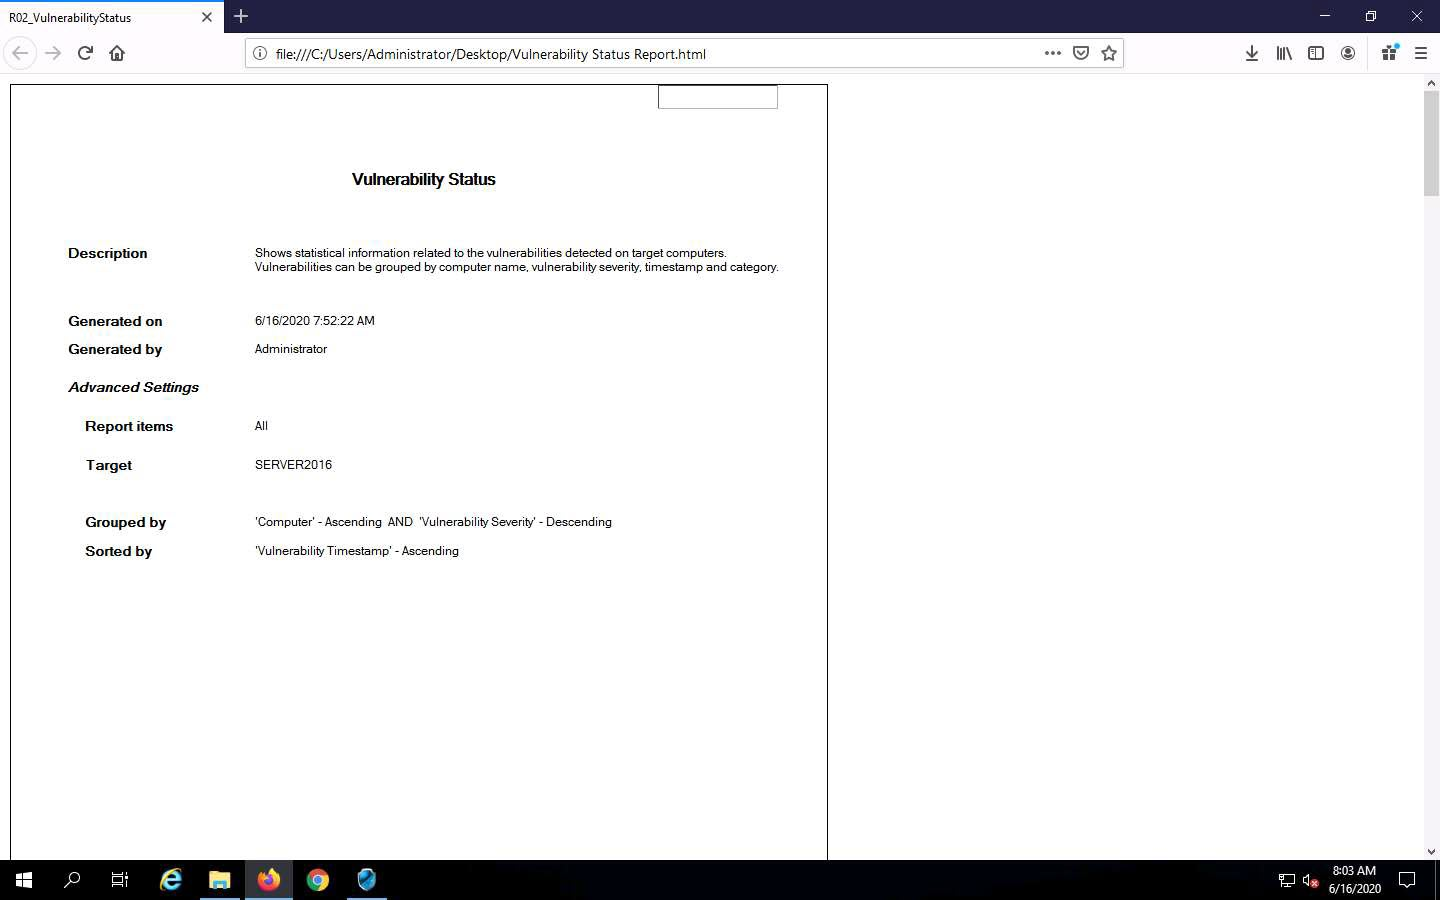 R02_VulnerabilityStatus
file:///C:/Users/Administrator/Desktop/Vulnerability Status Report.html
Vulnerability Status
Description
Shows statistical information related to the vulnerabilities detected on target computers.
Vulnerabilities can be grouped by computer name, vulnerability severity, timestamp and category.
Generated on
6/16/2020 7:52:22 AM
Generated by
Administrator
Advanced Settings
Report items
All
Target
SERVER2016
Grouped by
'Computer' - Ascending AND 'Vulnerability Severity' - Descending
Sorted by
'Vulnerability Timestamp' - Ascending
8:03 AM
6/16/2020